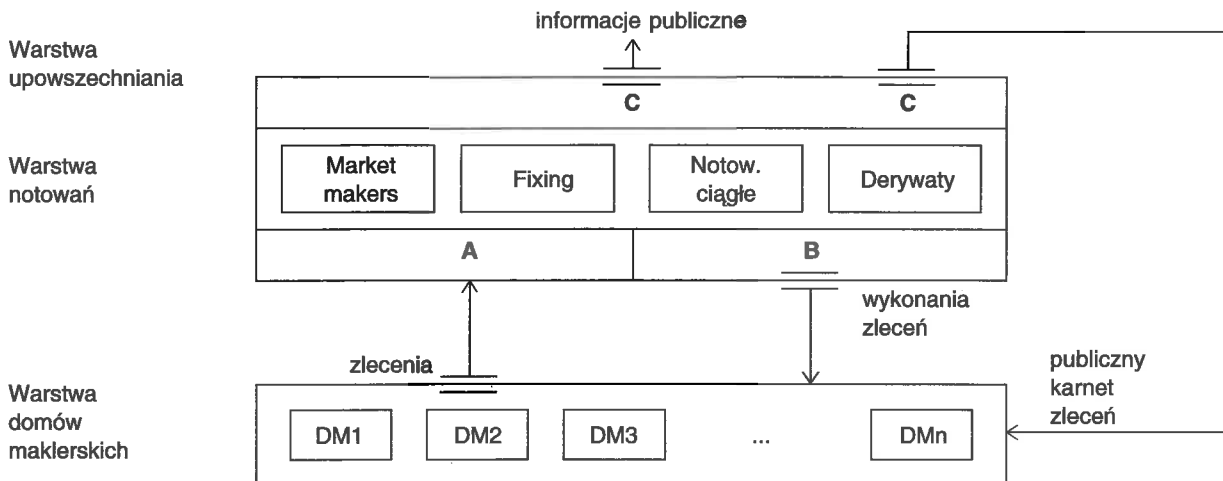 informacje publiczne
Warstwa
upowszechniania
C
C
Warstwa
notowań
Market
makers
Fixing
Notow.
ciągłe
Derywaty
A
B
wykonania
zleceń
zlecenia
publiczny
karnet
zleceń
Warstwa
domów
maklerskich
DM1
DM2
DM3
...
DMn